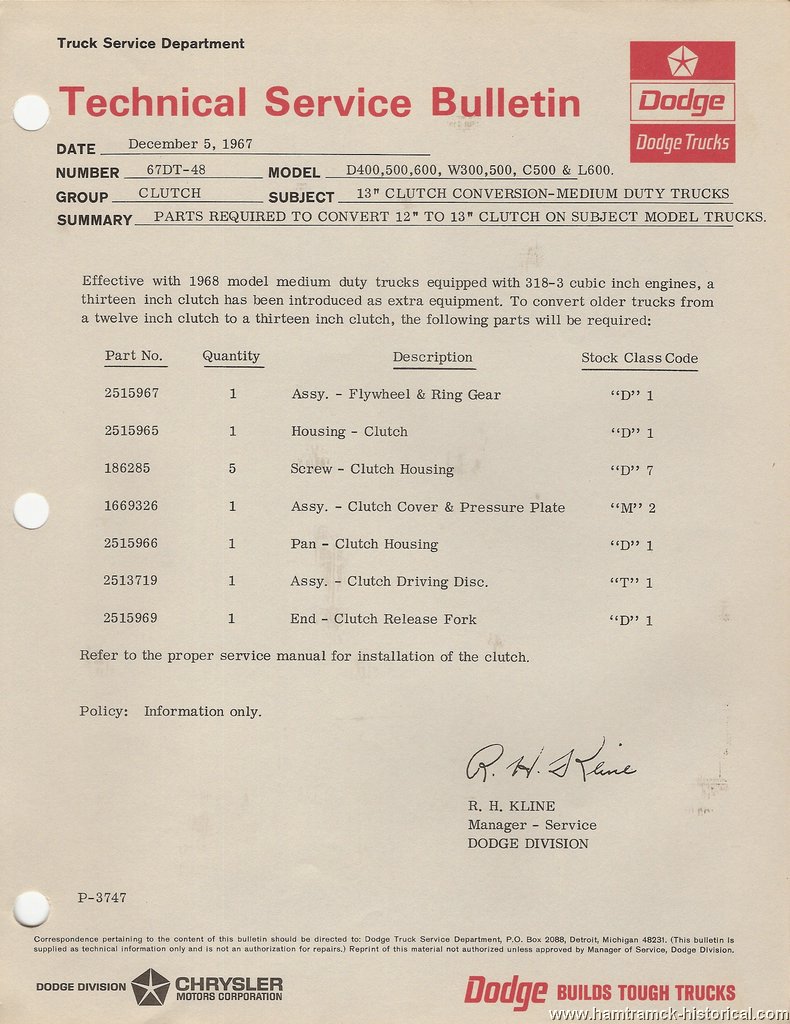 Truck Service Department
Technical Service Bulletin
Dodge
Dodge Trucks
DATE December 5, 1967
NUMBER 67DT-48 MODEL D400,500,600, W300,500, C500 & L600.
GROUP CLUTCH SUBJECT 13" CLUTCH CONVERSION-MEDIUM DUTY TRUCKS
SUMMARY PARTS REQUIRED TO CONVERT 12" TO 13" CLUTCH ON SUBJECT MODEL TRUCKS.
Effective with 1968 model medium duty trucks equipped with 318-3 cubic inch engines, a
thirteen inch clutch has been introduced as extra equipment. To convert older trucks from
a twelve inch clutch to a thirteen inch clutch, the following parts will be required:
Part No. Quantity Description Stock Class Code
2515967 1 Assy. - Flywheel & Ring Gear "D" 1
2515965 1 Housing - Clutch "D" 1
186285 5 Screw - Clutch Housing "D" 7
1669326 1 Assy. - Clutch Cover & Pressure Plate "M" 2
2515966 1 Pan - Clutch Housing "D" 1
2513719 1 Assy. - Clutch Driving Disc. "T" 1
2515969 1 End - Clutch Release Fork "D" 1
Refer to the proper service manual for installation of the clutch.
Policy: Information only.
R. H. Kline
R. H. KLINE
Manager - Service
DODGE DIVISION
P-3747
Correspondence pertaining to the content of this bulletin should be directed to: Dodge Truck Service Department, P.O. Box 2088, Detroit, Michigan 48231. (This bulletin is
supplied as technical information only and is not an authorization for repairs.) Reprint of this material not authorized unless approved by Manager of Service, Dodge Division.
DODGE DIVISION CHRYSLER
MOTORS CORPORATION
Dodge BUILDS TOUGH TRUCKS
www.hamtramck-historical.com